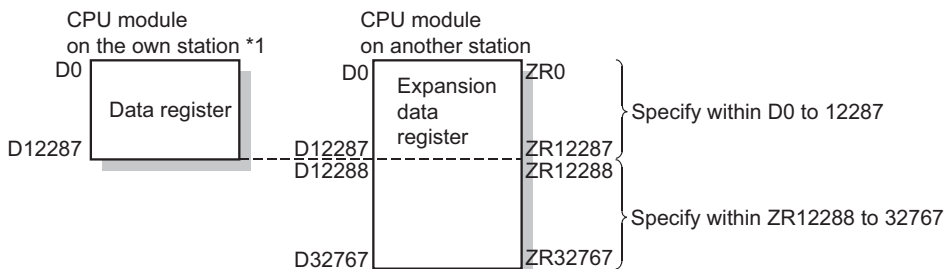 CPU module
on the own station *1
CPU module
on another station
D0
D0
ZR0
Data register
Expansion
data
register
Specify within D0 to 12287
D12287
D12287
ZR12287
D12288
ZR12288
Specify within ZR12288 to 32767
D32767
ZR32767